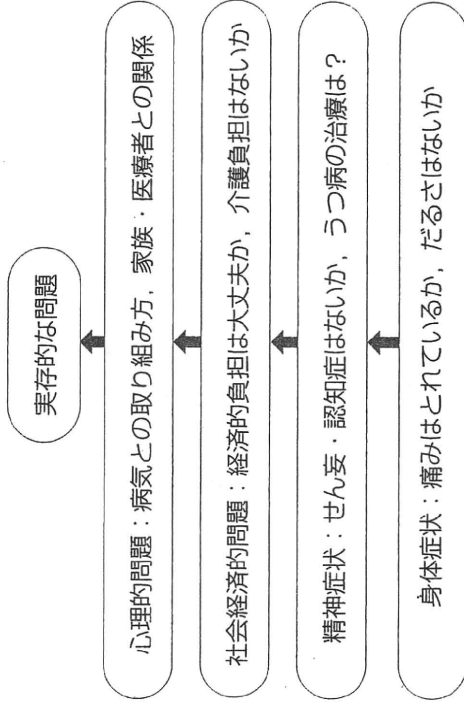 実存的な問題
心理的問題：病気との取り組み方，家族・医療者との関係
社会経済的問題：経済的負担は大丈夫か，介護負担はないか
精神症状：せん妄・認知症はないか，うつ病の治療は？
身体症状：痛みはとれているか，だるさはないか